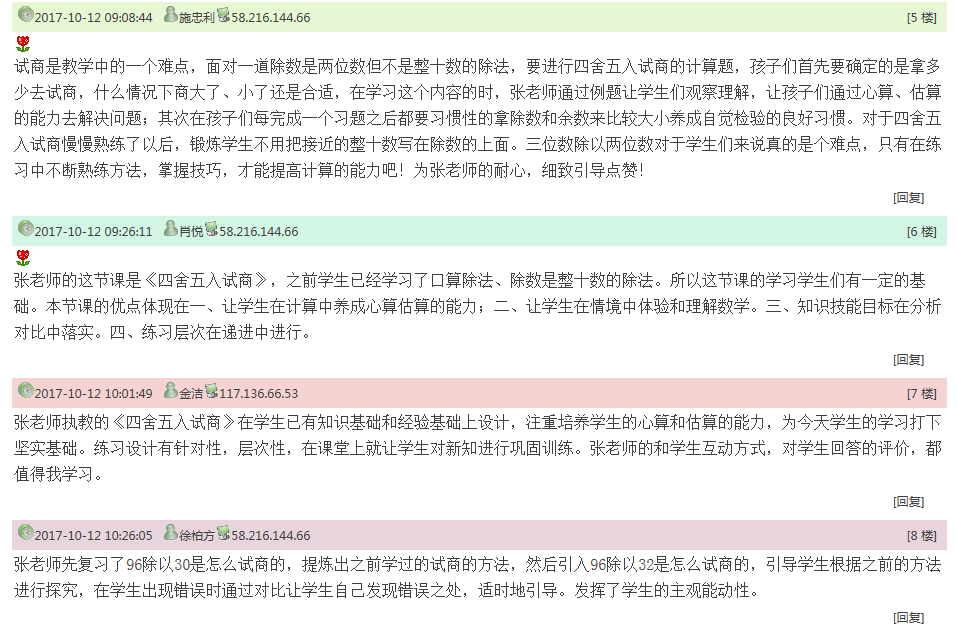 2017-10-12 09:08:44 施忠利 58.216.144.66 [5 楼]
试商是教学中的一个难点，面对一道除数是两位数但不是整十数的除法，要进行四舍五入试商的计算题，孩子们首先要确定的是拿多
少去试商，什么情况下商大了、小了还是合适，在学习这个内容的时，张老师通过例题让学生们观察理解，让孩子们通过心算、估算
的能力去解决问题；其次在孩子们每完成一个习题之后都要习惯性的拿除数和余数来比较大小养成自觉检验的良好习惯。对于四舍五
入试商慢慢熟练了以后，锻炼学生不用把接近的整十数写在除数的上面。三位数除以两位数对于学生们来说真的是个难点，只有在练
习中不断熟练方法，掌握技巧，才能提高计算的能力吧！为张老师的耐心，细致引导点赞！
[回复]
2017-10-12 09:26:11 肖悦 58.216.144.66 [6 楼]
张老师的这节课是《四舍五入试商》，之前学生已经学习了口算除法、除数是整十数的除法。所以这节课的学习学生们有一定的基
础。本节课的优点体现在一、让学生在计算中养成心算估算的能力；二、让学生在情境中体验和理解数学。三、知识技能目标在分析
对比中落实。四、练习层次在递进中进行。
[回复]
2017-10-12 10:01:49 金洁 117.136.66.53 [7 楼]
张老师执教的《四舍五入试商》在学生已有知识基础和经验基础上设计，注重培养学生的心算和估算的能力，为今天学生的学习打下
坚实基础。练习设计有针对性，层次性，在课堂上就让学生对新知进行巩固训练。张老师的和学生互动方式，对学生回答的评价，都
值得我学习。
[回复]
2017-10-12 10:26:05 徐柏方 58.216.144.66 [8 楼]
张老师先复习了96除以30是怎么试商的，提炼出之前学过的试商的方法，然后引入96除以32是怎么试商的，引导学生根据之前的方法
进行探究，在学生出现错误时通过对比让学生自己发现错误之处，适时地引导。发挥了学生的主观能动性。
[回复]